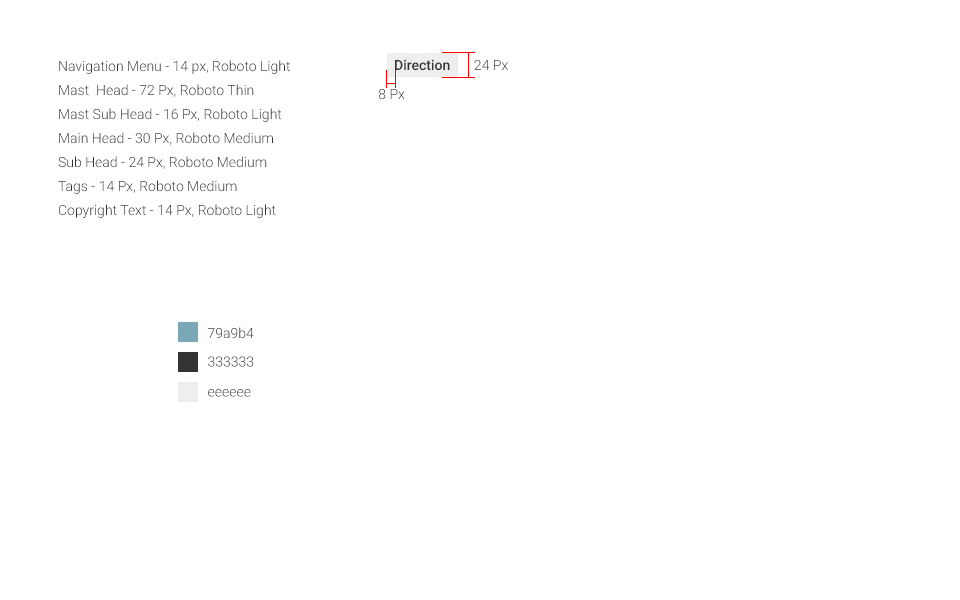 Navigation Menu - 14 px, Roboto Light
Mast  Head - 72 Px, Roboto Thin
Mast Sub Head - 16 Px, Roboto Light
Main Head - 30 Px, Roboto Medium
Sub Head - 24 Px, Roboto Medium
Tags - 14 Px, Roboto Medium
Copyright Text - 14 Px, Roboto Light
Direction
24 Px
8 Px
79a9b4
333333
eeeeee